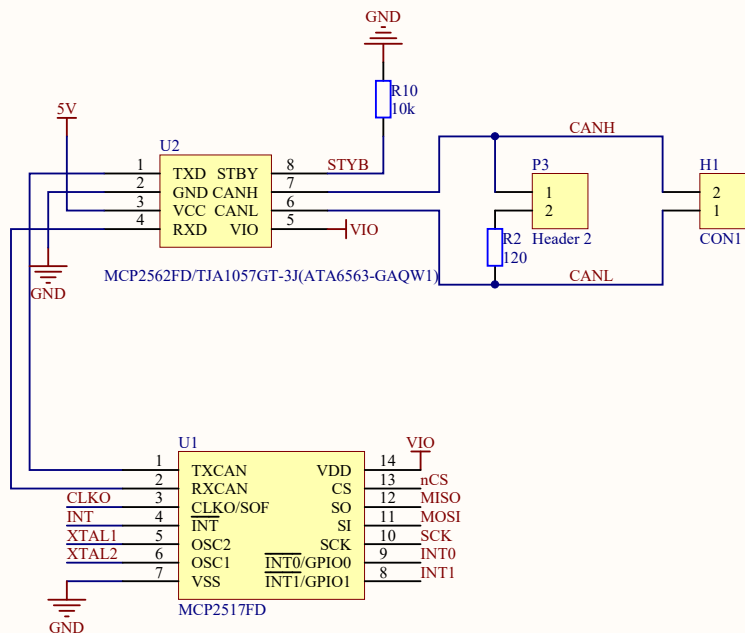 GND
R10
10k
5V
U2
CANH
P3
H1
1 TXD STBY 8 STYB
2 GND CANH 7
3 VCC CANL 6
4 RXD VIO 5 VIO
1
2
2
1
R2
120
Header 2
CON1
GND
MCP2562FD/TJA1057GT-3J(ATA6563-GAQW1)
CANL
U1
VIO
1 TXCAN VDD 14
2 RXCAN CS 13 nCS
CLKO 3 CLKO/SOF SO 12 MISO
INT 4 INT SI 11 MOSI
XTAL1 5 OSC2 SCK 10 SCK
XTAL2 6 OSC1 INT0/GPIO0 9 INT0
7 VSS INT1/GPIO1 8 INT1
MCP2517FD
GND